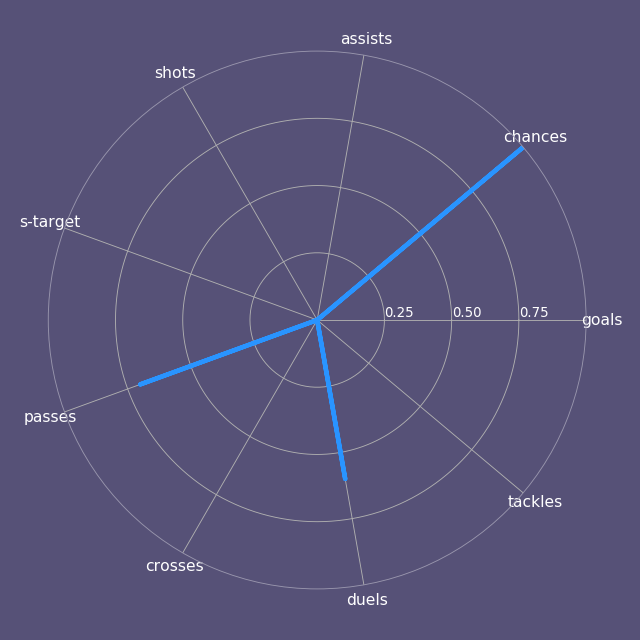 assists
shots
chances
s-target
0.25
0.50
0.75
goals
passes
tackles
crosses
duels